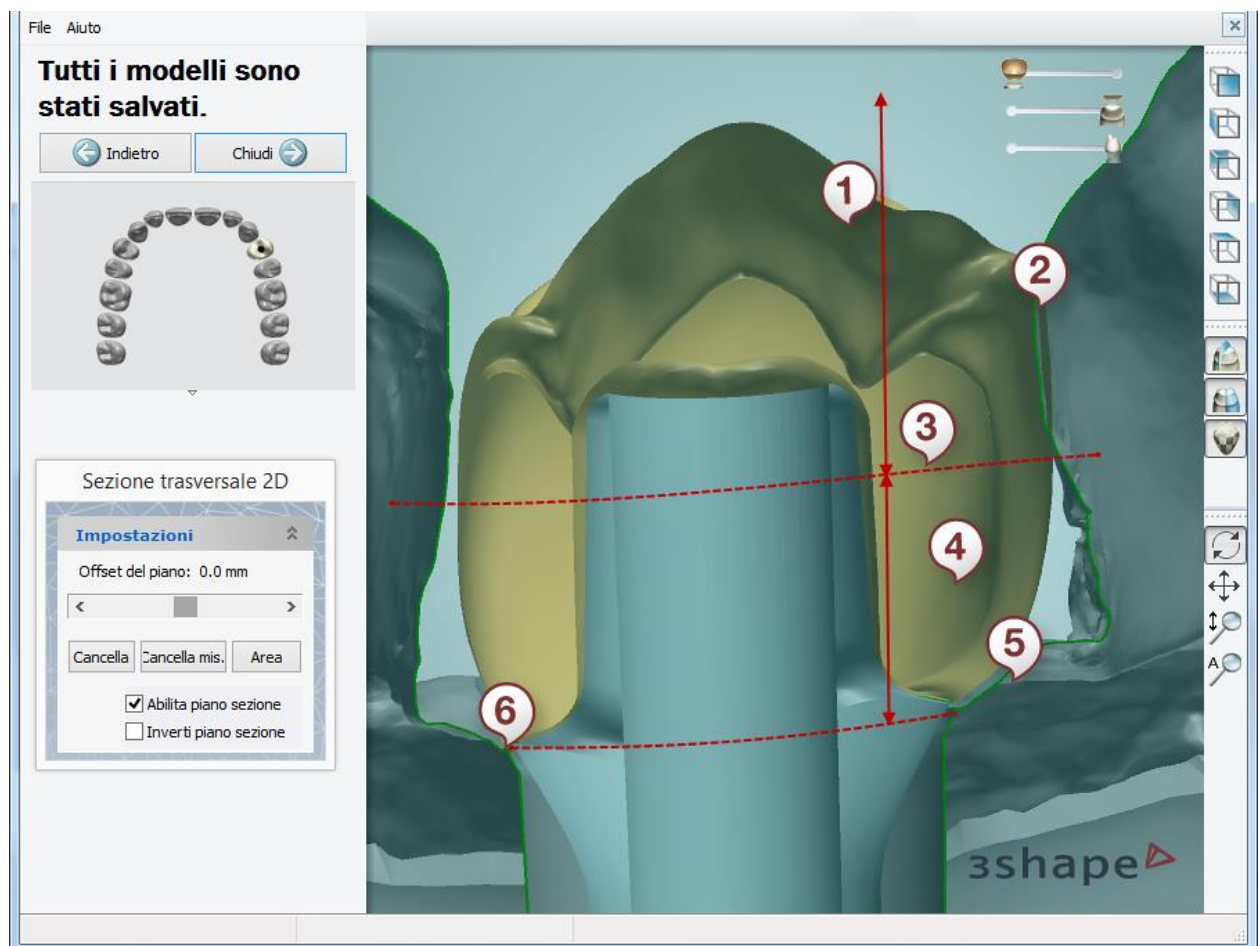 File Aiuto
Tutti i modelli sono
stati salvati.
Indietro Chiudi
Sezione trasversale 2D
Impostazioni
Offset del piano: 0.0 mm
Cancella Cancella mis. Area
Abilita piano sezione
Inverti piano sezione
1
2
3
4
5
6
A
3shape